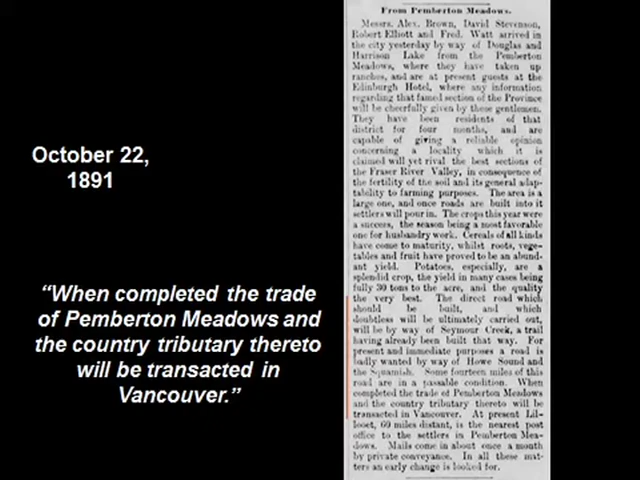 October 22,
1891
“When completed the trade
of Pemberton Meadows and
the country tributary thereto
will be transacted in
Vancouver.”
From Pemberton Meadows.
Messrs. Alex. Brown, David Stevenson,
Robert Elliott and Fred. Watt arrived in
the city yesterday by way of Douglas and
Harrison Lake from the Pemberton
Meadows, where they have taken up
ranches, and are at present guests at the
Edinburgh Hotel, where any information
regarding that famed section of the Province
will be cheerfully given by these gentlemen.
They have been residents of that
district for four months, and are
capable of giving a reliable opinion
concerning a locality which it is
claimed will yet rival the best sections of
the Fraser River Valley, in consequence of
the fertility of the soil and its general adap-
tability to farming purposes. The area is a
large one, and once roads are built into it
settlers will pour in. The crops this year were
a success, the season being a most favorable
one for husbandry work. Cereals of all kinds
have come to maturity, whilst roots, vege-
tables and fruit have proved to be an abund-
ant yield. Potatoes, especially, are a
splendid crop, the yield in many cases being
fully 30 tons to the acre, and the quality
the very best. The direct road which
should be built, and which
doubtless will be ultimately carried out,
will be by way of Seymour Creek, a trail
having already been built that way. For
present and immediate purposes a road is
badly wanted by way of Howe Sound and
the Squamish. Some fourteen miles of this
road are in a passable condition. When
completed the trade of Pemberton Meadows
and the country tributary thereto will be
transacted in Vancouver. At present Lil-
looet, 60 miles distant, is the nearest post
office to the settlers in Pemberton Mea-
dows. Mails come in about once a month
by private conveyance. In all these mat-
ters an early change is looked for.